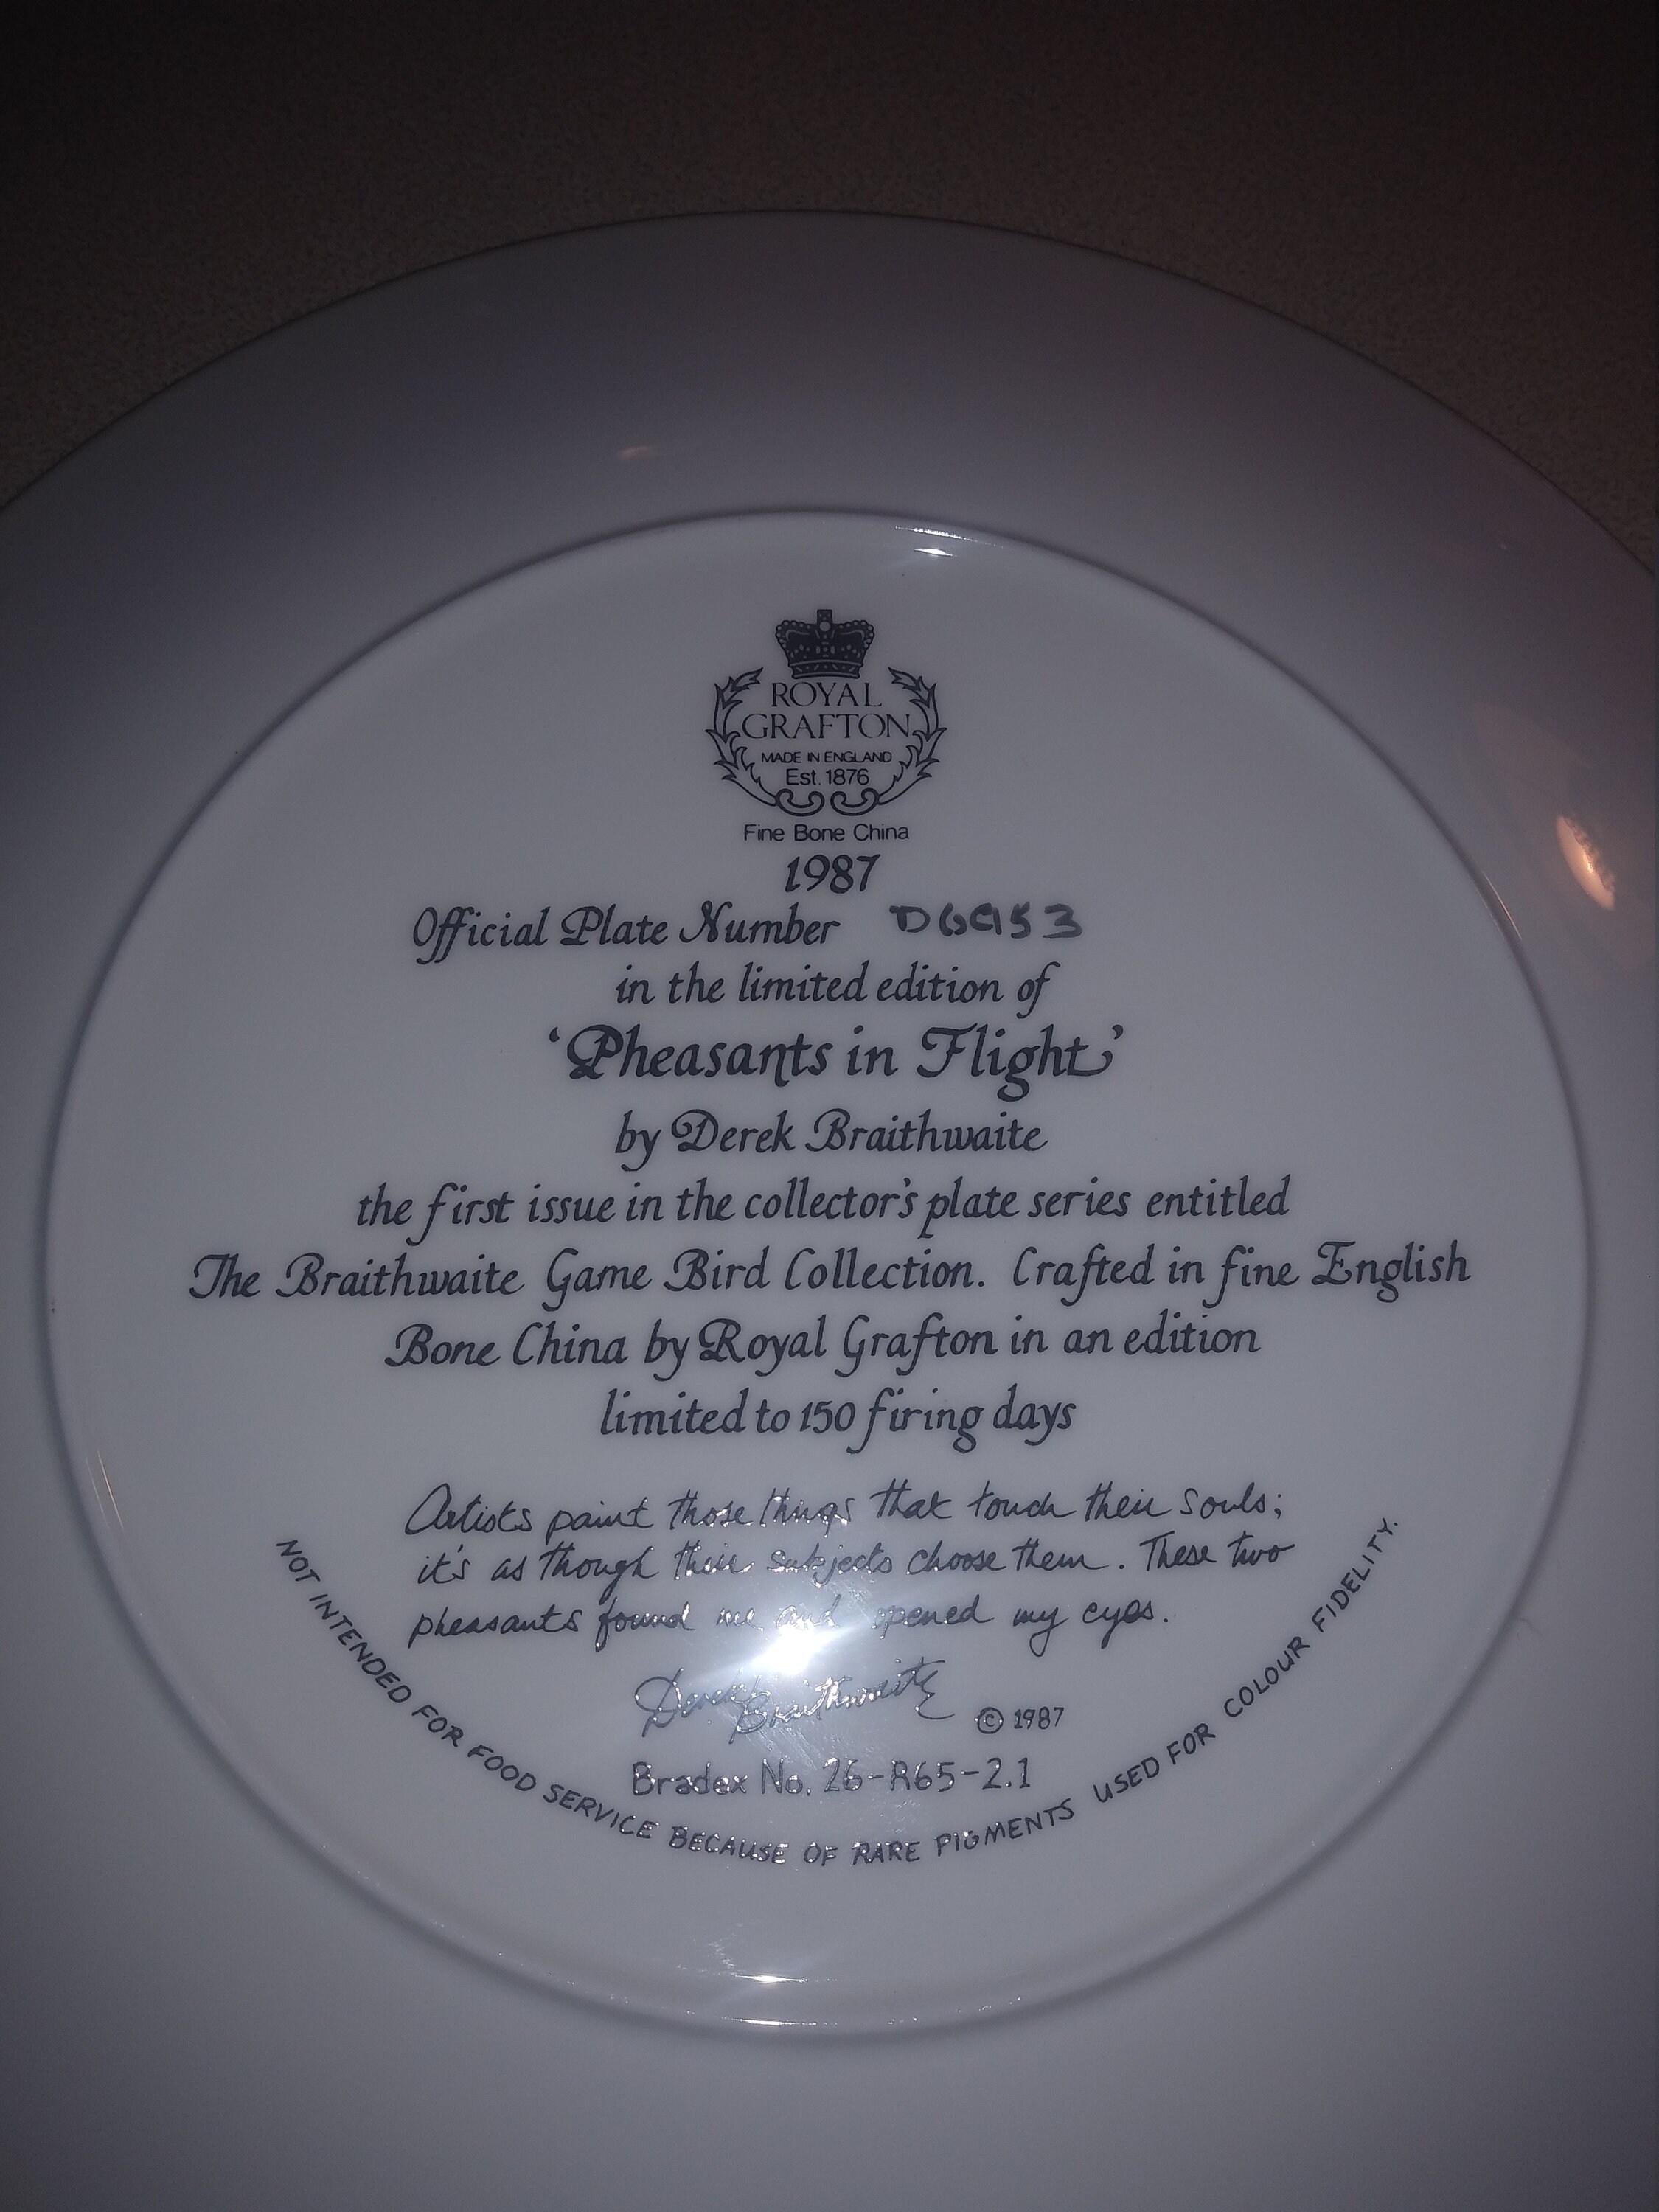 ROYAL
GRAFTON
MADE IN ENGLAND
Est. 1876
Fine Bone China
1987
Official Plate Number D6953
in the limited edition of
‘Pheasants in Flight’
by Derek Braithwaite
the first issue in the collector's plate series entitled
The Braithwaite Game Bird Collection. Crafted in fine English
Bone China by Royal Grafton in an edition
limited to 150 firing days
Artists paint those things that touch their souls;
it's as though their subjects choose them. These two
pheasants found me and opened my eyes.
Derek Braithwaite © 1987
Bradex No. 26-R65-2.1
NOT INTENDED FOR FOOD SERVICE BECAUSE OF RARE PIGMENTS USED FOR COLOUR FIDELITY.